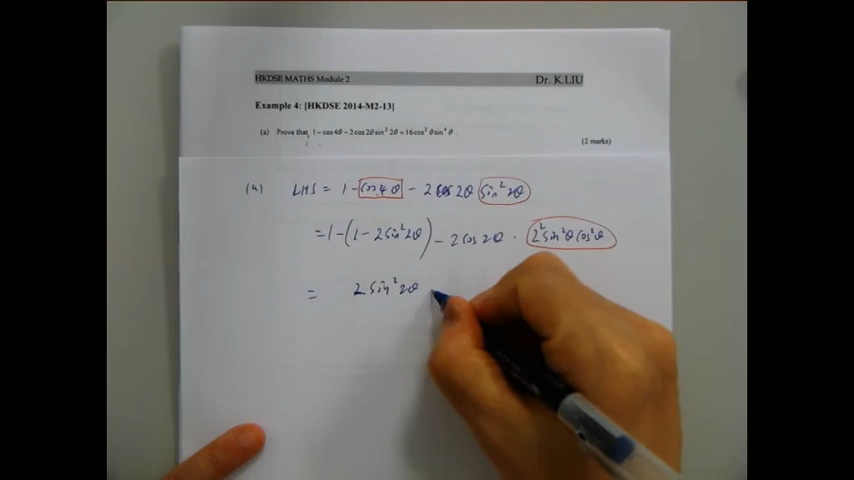 HKDSE MATHS Module 2 Dr. K.LIU
Example 4: [HKDSE 2014-M2-13]
(a) Prove that, 1 − cos 4θ − 2 cos 2θ sin² 2θ = 16 cos² θ sin⁴ θ .
(2 marks)
(a) LHS = 1 - cos 4θ - 2 cos 2θ sin² 2θ
= 1 - (1 - 2 sin² 2θ) - 2 cos 2θ · 2² sin² θ cos² θ
= 2 sin² 2θ